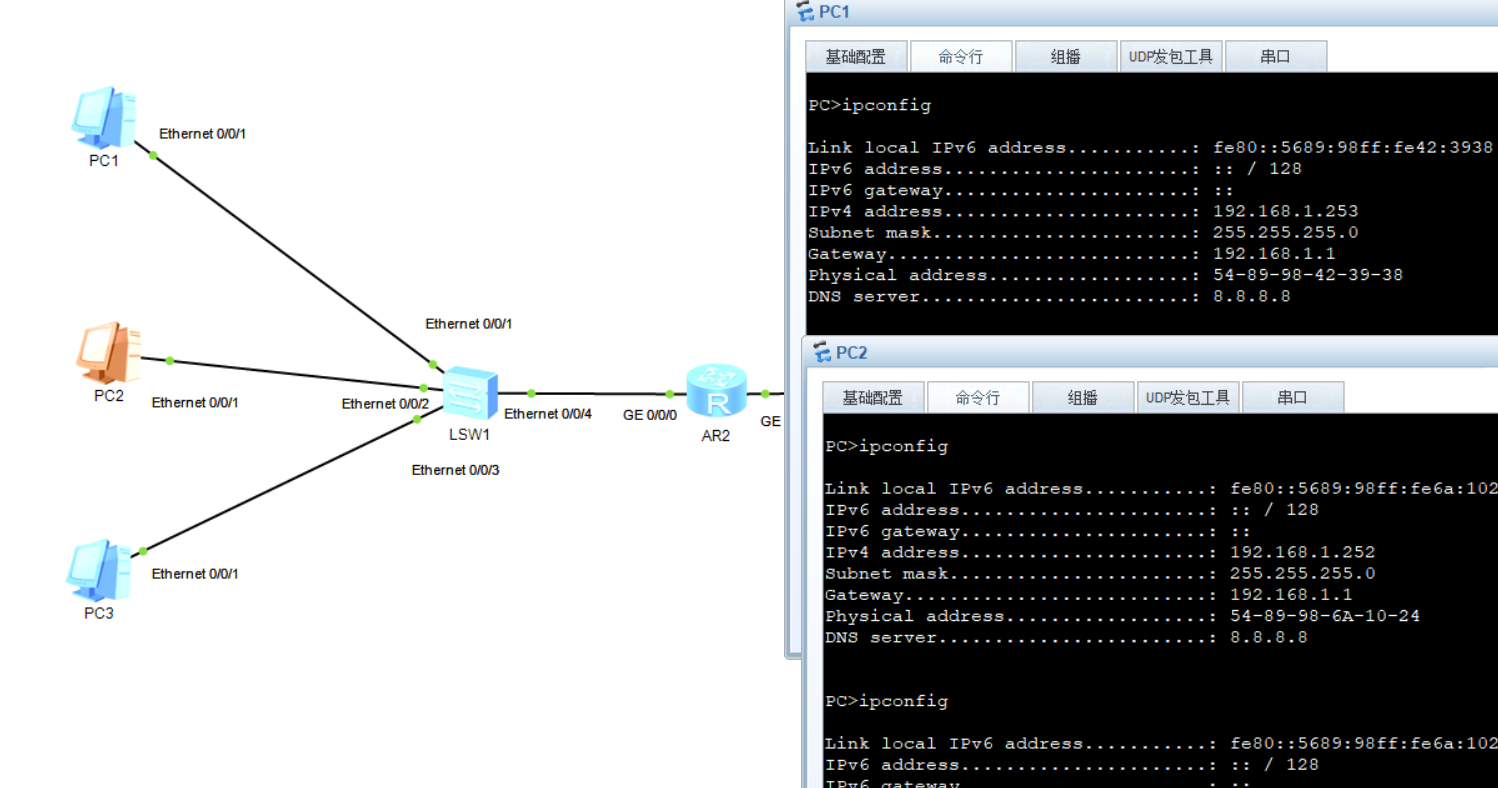 PC1
Ethernet 0/0/1
PC2
Ethernet 0/0/1
PC3
Ethernet 0/0/1
Ethernet 0/0/1
Ethernet 0/0/2
LSW1
Ethernet 0/0/3
Ethernet 0/0/4
GE 0/0/0
R
AR2
GE
PC1
基础配置 命令行 组播 UDP发包工具 串口
PC>ipconfig
Link local IPv6 address...........: fe80::5689:98ff:fe42:3938
IPv6 address......................: :: / 128
IPv6 gateway......................: ::
IPv4 address......................: 192.168.1.253
Subnet mask.......................: 255.255.255.0
Gateway...........................: 192.168.1.1
Physical address..................: 54-89-98-42-39-38
DNS server........................: 8.8.8.8
PC2
基础配置 命令行 组播 UDP发包工具 串口
PC>ipconfig
Link local IPv6 address...........: fe80::5689:98ff:fe6a:102
IPv6 address......................: :: / 128
IPv6 gateway......................: ::
IPv4 address......................: 192.168.1.252
Subnet mask.......................: 255.255.255.0
Gateway...........................: 192.168.1.1
Physical address..................: 54-89-98-6A-10-24
DNS server........................: 8.8.8.8
PC>ipconfig
Link local IPv6 address...........: fe80::5689:98ff:fe6a:102
IPv6 address......................: :: / 128
IPv6 gateway......................: ::